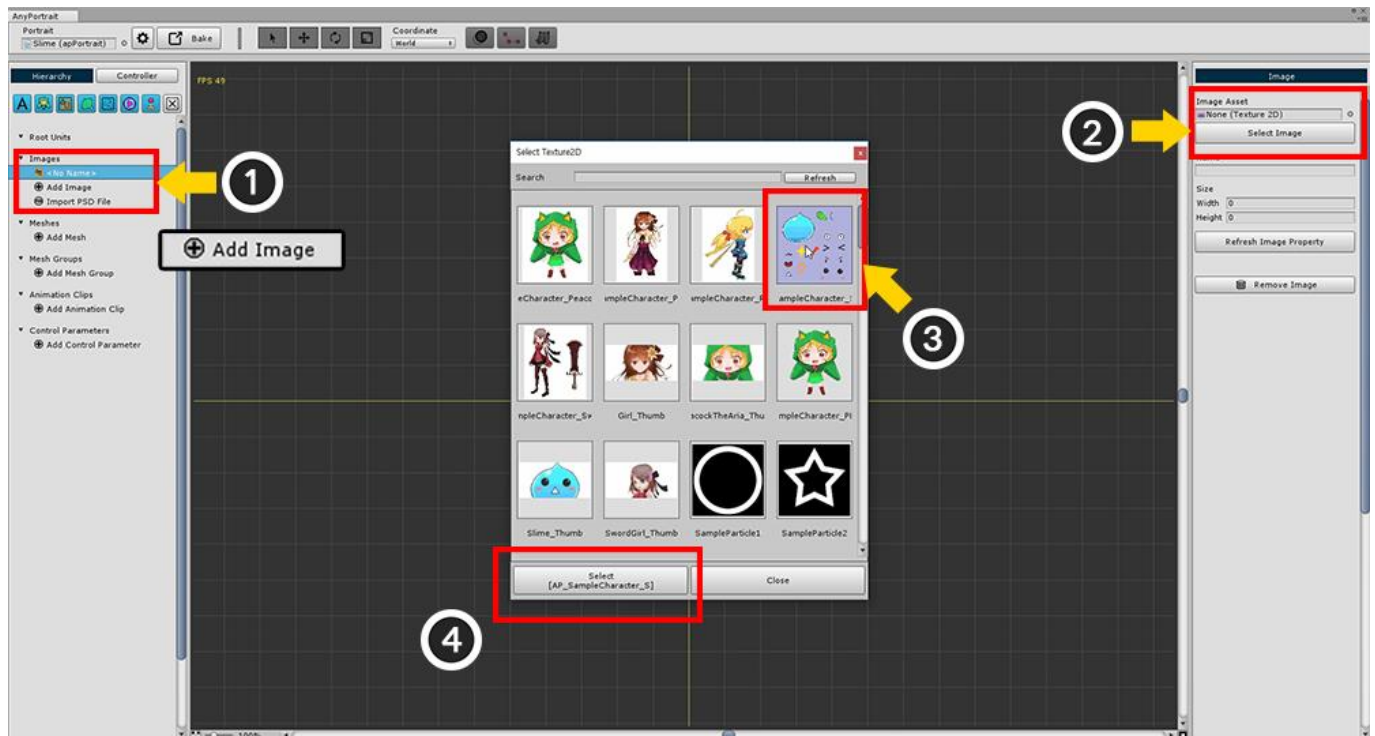 AnyPortrait
Portrait
Slime (apPortrait)
Bake
Coordinate
World
Hierarchy
Controller
Root Units
Images
<No Name>
Add Image
Import PSD File
Meshes
Add Mesh
Mesh Groups
Add Mesh Group
Animation Clips
Add Animation Clip
Control Parameters
Add Control Parameter
1
Add Image
FPS 49
Select Texture2D
Search
Refresh
eCharacter_Peacc
impleCharacter_P
ampleCharacter_:
3
npleCharacter_Sw
Girl_Thumb
scockTheAria_Thu
mpleCharacter_Pl
Slime_Thumb
SwordGirl_Thumb
SampleParticle1
SampleParticle2
Select
[AP_SampleCharacter_S]
Close
4
2
Image
Image Asset
None (Texture 2D)
Select Image
Size
Width 0
Height 0
Refresh Image Property
Remove Image
100%